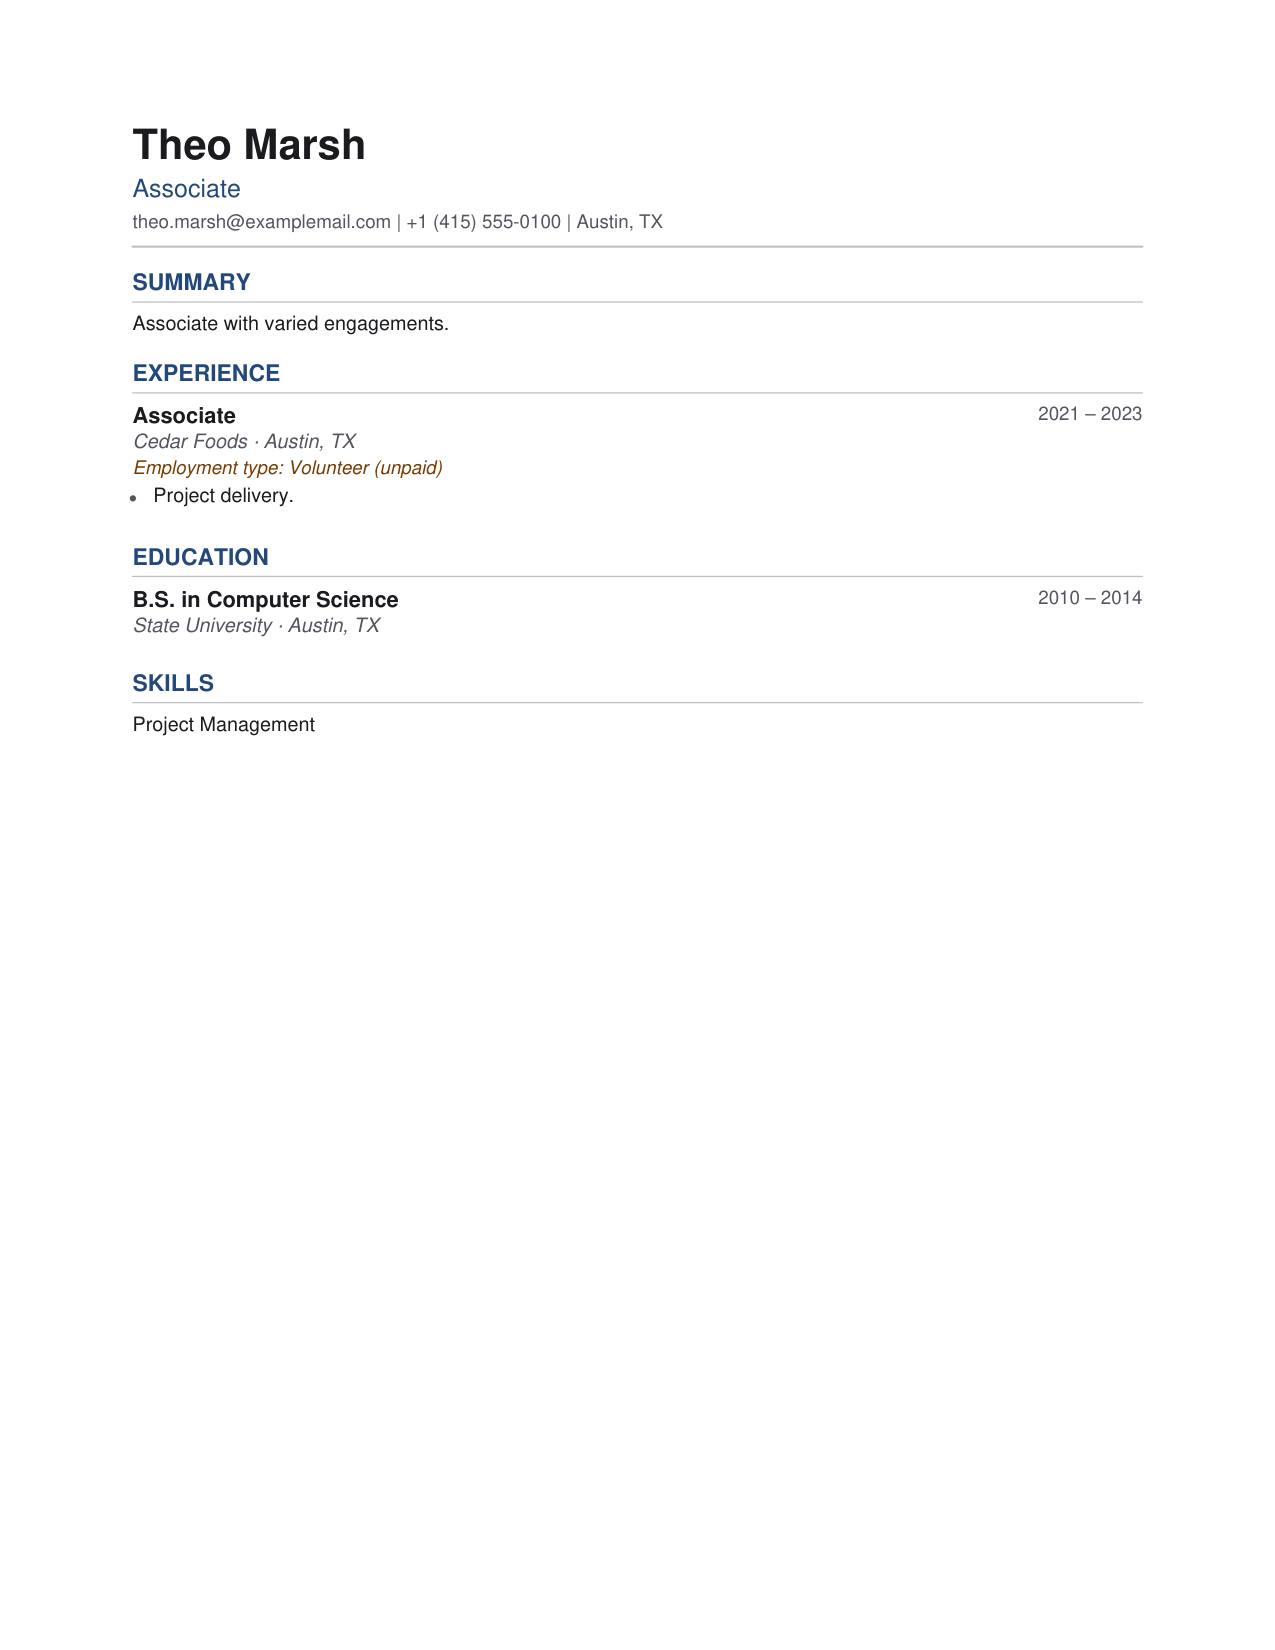 Theo Marsh
Associate
theo.marsh@examplemail.com | +1 (415) 555-0100 | Austin, TX
SUMMARY
Associate with varied engagements.
EXPERIENCE
Associate 2021 – 2023
Cedar Foods · Austin, TX
Employment type: Volunteer (unpaid)
• Project delivery.
EDUCATION
B.S. in Computer Science 2010 – 2014
State University · Austin, TX
SKILLS
Project Management